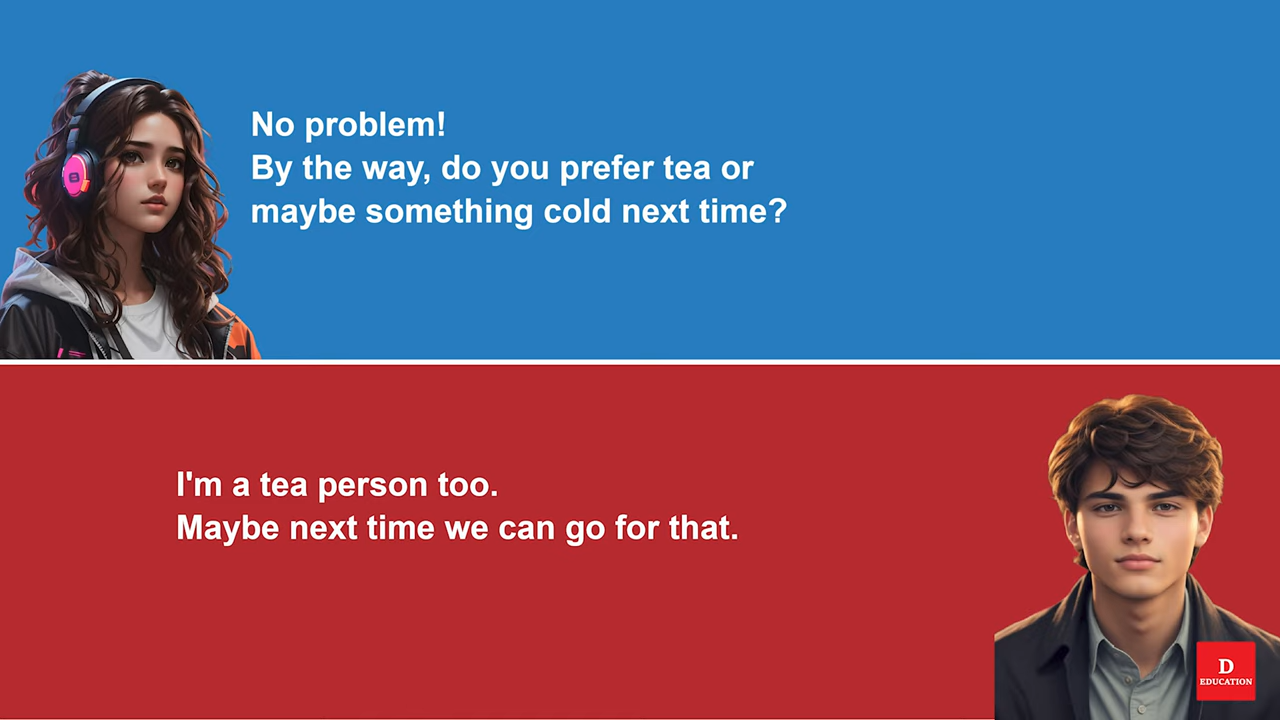 No problem!
By the way, do you prefer tea or
maybe something cold next time?
I'm a tea person too.
Maybe next time we can go for that.
D
EDUCATION